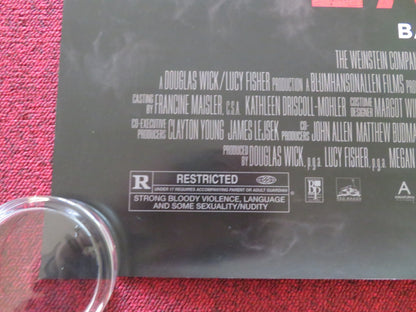 BA
THE WEINSTEIN COMPAN
A DOUGLAS WICK/LUCY FISHER PRODUCTION A BLUMHANSONALLEN FILMS
CASTING BY FRANCINE MAISLER, C.S.A. KATHLEEN DRISCOLL-MOHLER COSTUME DESIGNER MARGOT
CO-EXECUTIVE PRODUCERS CLAYTON YOUNG JAMES LEJSEK CO-PRODUCERS JOHN ALLEN MATTHEW
PRODUCED BY DOUGLAS WICK, p.g.a. LUCY FISHER, p.g.a. MEGAN
R RESTRICTED
UNDER 17 REQUIRES ACCOMPANYING PARENT OR ADULT GUARDIAN
STRONG BLOODY VIOLENCE, LANGUAGE
AND SOME SEXUALITY/NUDITY